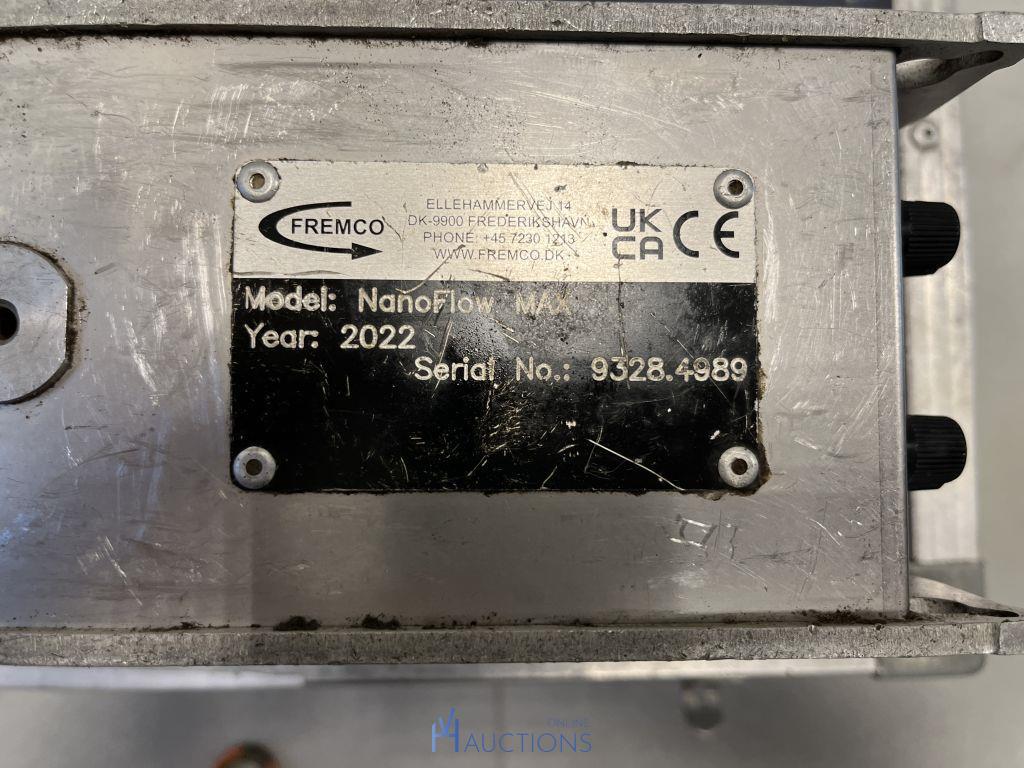 FREMCO
ELLEHAMMERVEJ 14
DK-9900 FREDERIKSHAVN
PHONE: +45 7230 1213
WWW.FREMCO.DK
UK
CA
CE
Model: NanoFlow MAX
Year: 2022
Serial No.: 9328.4989
ONLINE
AUCTIONS